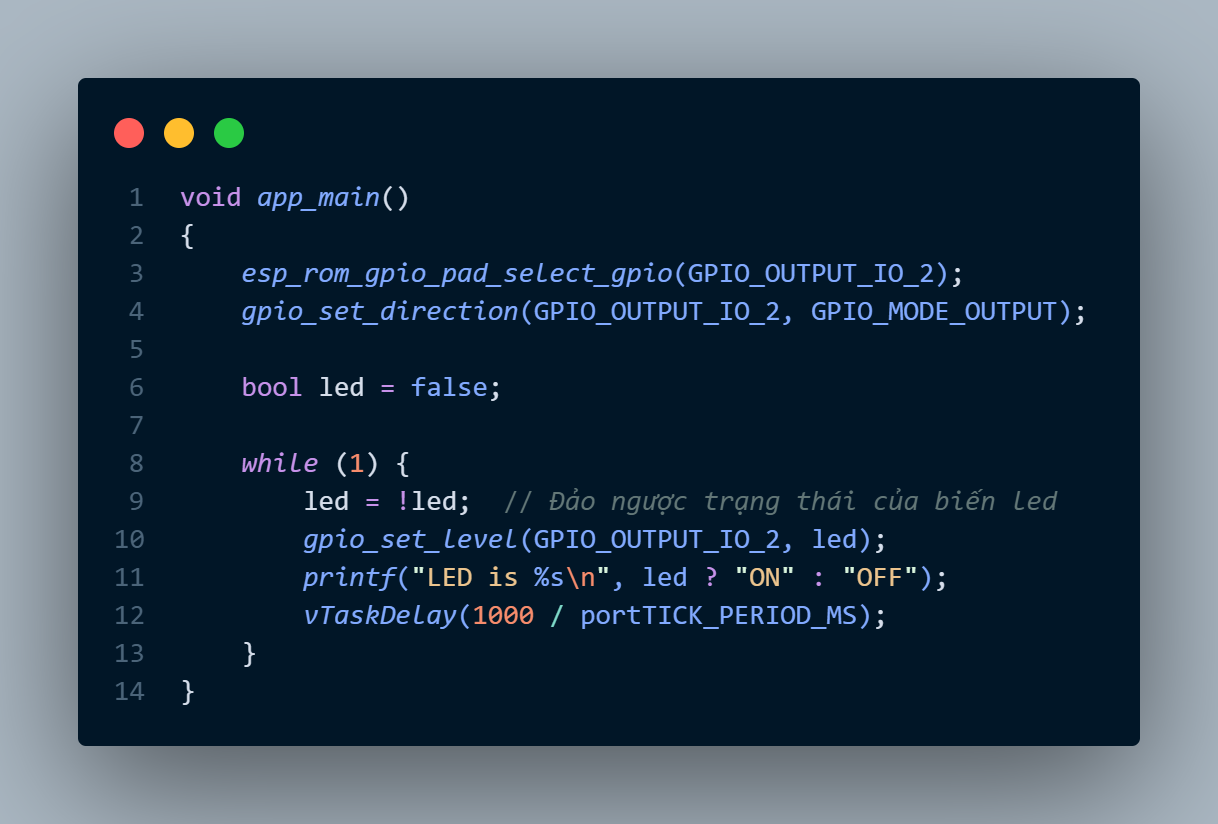 1 void app_main()
2 {
3     esp_rom_gpio_pad_select_gpio(GPIO_OUTPUT_IO_2);
4     gpio_set_direction(GPIO_OUTPUT_IO_2, GPIO_MODE_OUTPUT);
5
6     bool led = false;
7
8     while (1) {
9         led = !led;  // Đảo ngược trạng thái của biến led
10         gpio_set_level(GPIO_OUTPUT_IO_2, led);
11         printf("LED is %s\n", led ? "ON" : "OFF");
12         vTaskDelay(1000 / portTICK_PERIOD_MS);
13     }
14 }